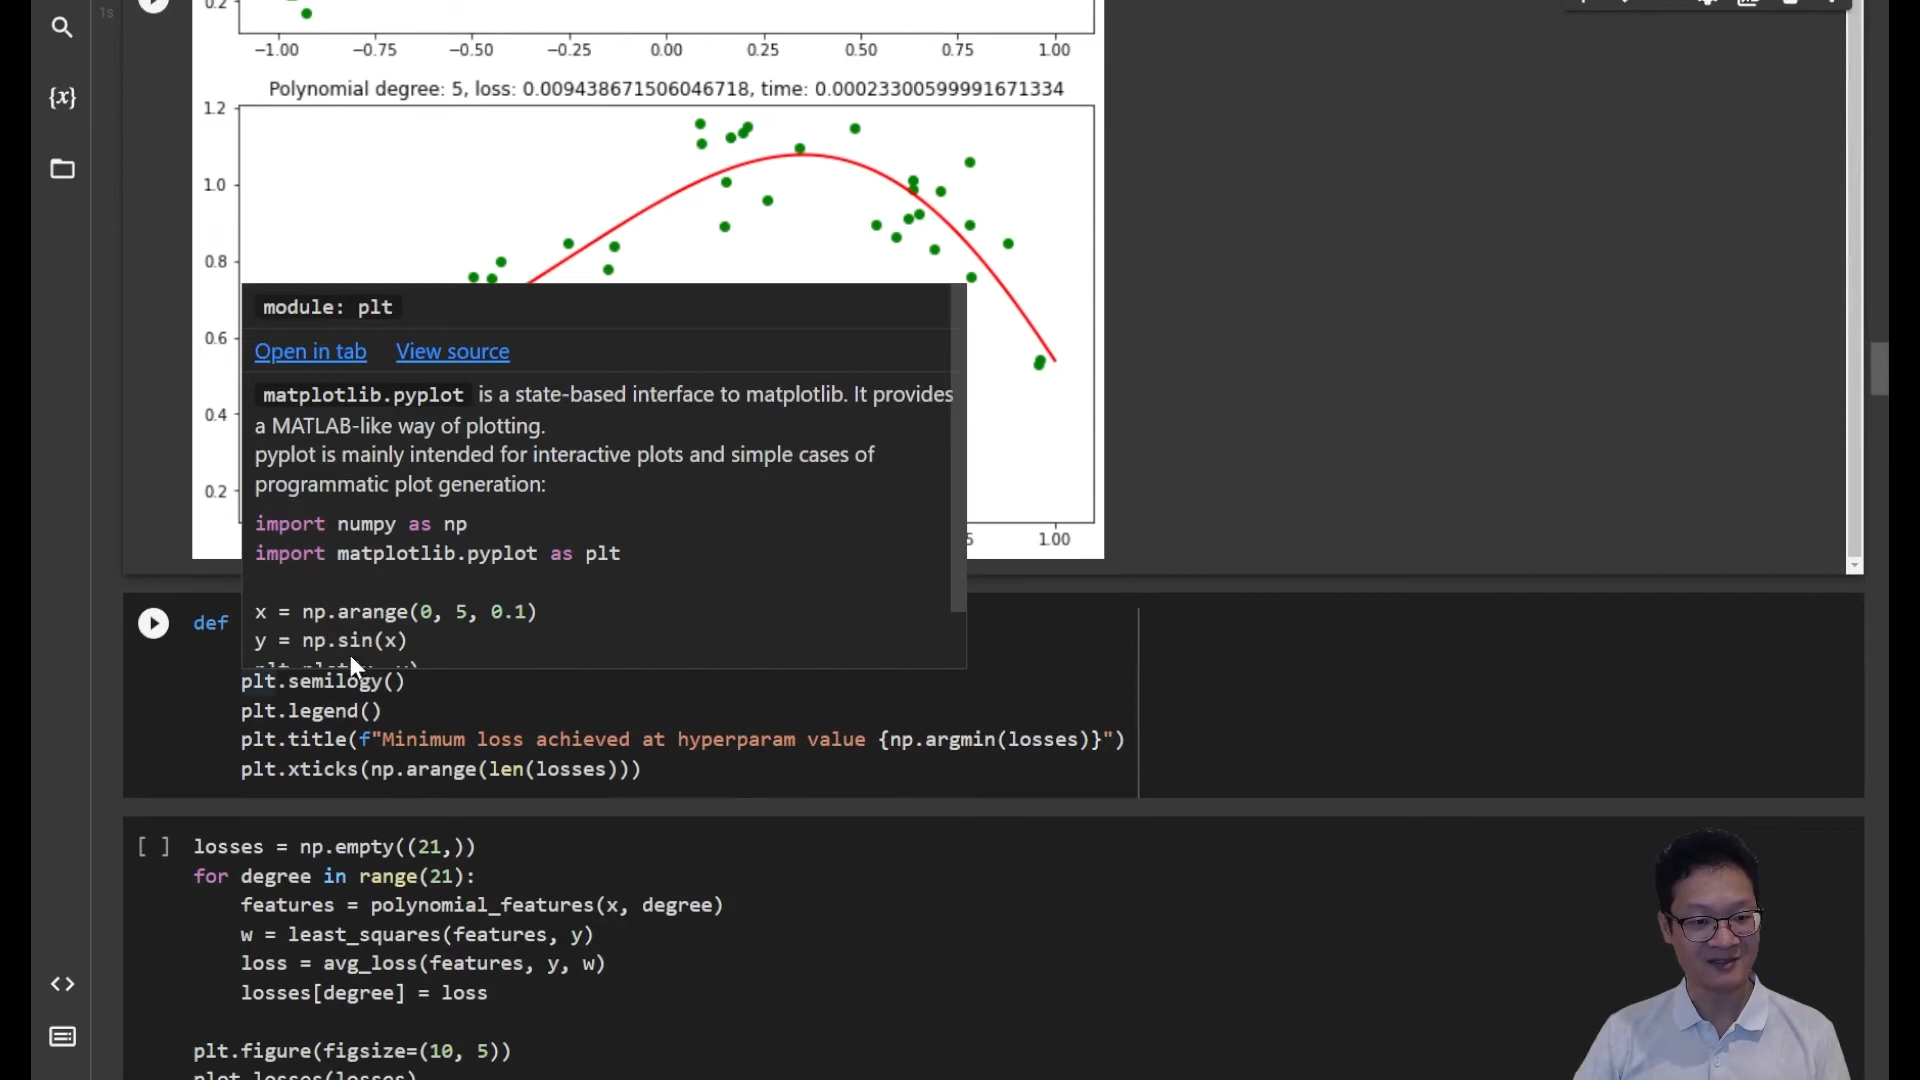 1s
0.2
−1.00 −0.75 −0.50 −0.25 0.00 0.25 0.50 0.75 1.00
Polynomial degree: 5, loss: 0.009438671506046718, time: 0.00023300599991671334
1.2
1.0
0.8
0.6
0.4
0.2
5 1.00
{x}
module: plt
Open in tab View source
matplotlib.pyplot is a state-based interface to matplotlib. It provides
a MATLAB-like way of plotting.
pyplot is mainly intended for interactive plots and simple cases of
programmatic plot generation:
import numpy as np
import matplotlib.pyplot as plt
x = np.arange(0, 5, 0.1)
y = np.sin(x)
def
plt.semilogy()
plt.legend()
plt.title(f"Minimum loss achieved at hyperparam value {np.argmin(losses)}")
plt.xticks(np.arange(len(losses)))
[ ] losses = np.empty((21,))
for degree in range(21):
features = polynomial_features(x, degree)
w = least_squares(features, y)
loss = avg_loss(features, y, w)
losses[degree] = loss
plt.figure(figsize=(10, 5))
plot_losses(losses)